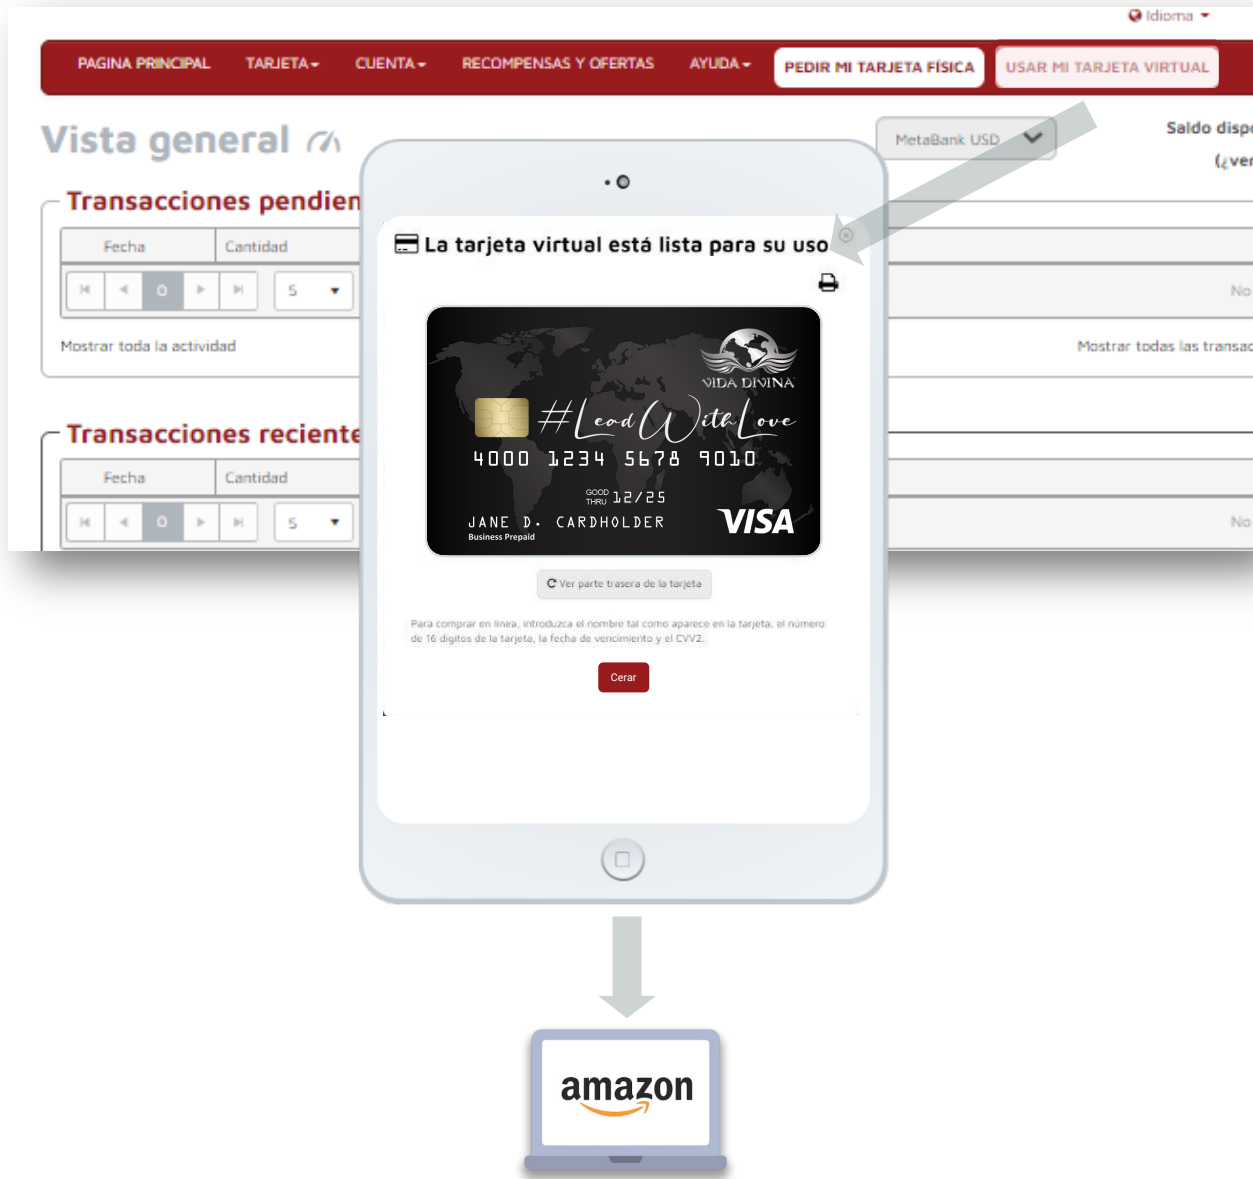 Idioma
PAGINA PRINCIPAL TARJETA CUENTA RECOMPENSAS Y OFERTAS AYUDA PEDIR MI TARJETA FÍSICA USAR MI TARJETA VIRTUAL
Vista general
MetaBank USD
Saldo dispo
(¿ver
Transacciones pendien
Fecha Cantidad
0 5
No
Mostrar toda la actividad
Mostrar todas las transac
Transacciones reciente
Fecha Cantidad
0 5
No
La tarjeta virtual está lista para su uso
VIDA DIVINA
#LeadWithLove
4000 1234 5678 9010
GOOD THRU 12/25
JANE D. CARDHOLDER
Business Prepaid
VISA
Ver parte trasera de la tarjeta
Para comprar en línea, introduzca el nombre tal como aparece en la tarjeta, el número
de 16 dígitos de la tarjeta, la fecha de vencimiento y el CVV2.
Cerar
amazon